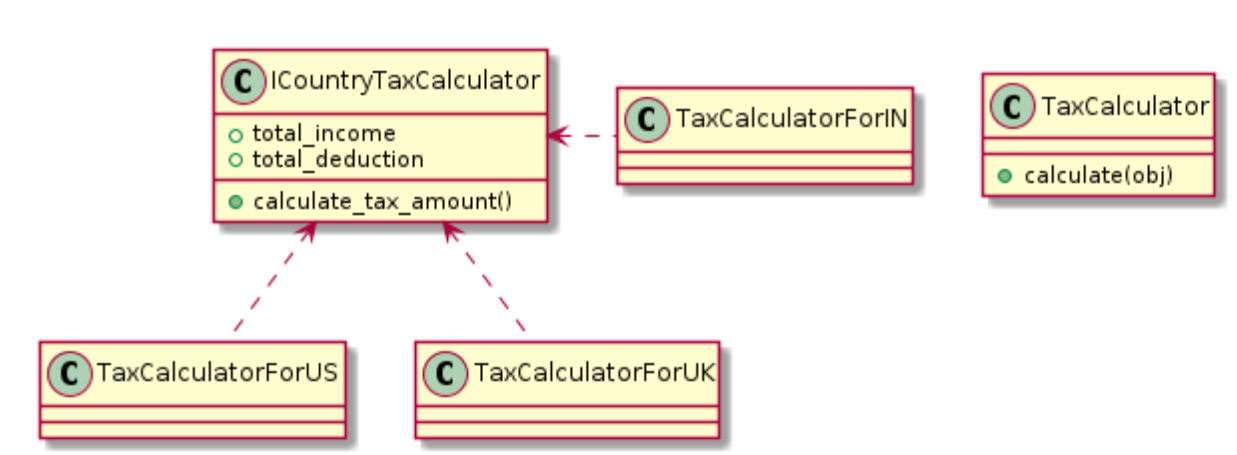 C ICountryTaxCalculator
total_income
total_deduction
calculate_tax_amount()
C TaxCalculatorForIN
C TaxCalculator
calculate(obj)
C TaxCalculatorForUS
C TaxCalculatorForUK